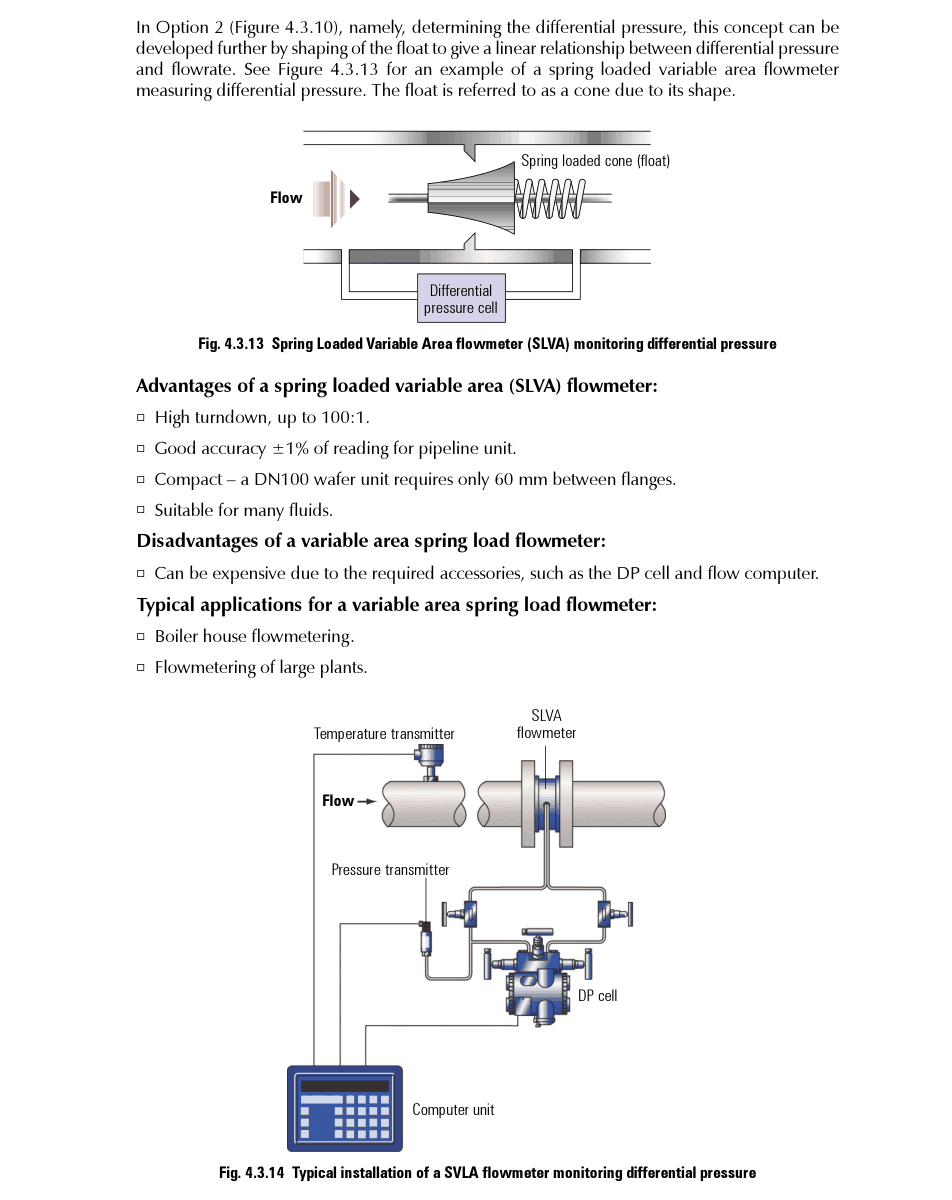 In Option 2 (Figure 4.3.10), namely, determining the differential pressure, this concept can be
developed further by shaping of the float to give a linear relationship between differential pressure
and flowrate. See Figure 4.3.13 for an example of a spring loaded variable area flowmeter
measuring differential pressure. The float is referred to as a cone due to its shape.
Spring loaded cone (float)
Flow
Differential
pressure cell
Fig. 4.3.13 Spring Loaded Variable Area flowmeter (SLVA) monitoring differential pressure
Advantages of a spring loaded variable area (SLVA) flowmeter:
High turndown, up to 100:1.
Good accuracy ±1% of reading for pipeline unit.
Compact – a DN100 wafer unit requires only 60 mm between flanges.
Suitable for many fluids.
Disadvantages of a variable area spring load flowmeter:
Can be expensive due to the required accessories, such as the DP cell and flow computer.
Typical applications for a variable area spring load flowmeter:
Boiler house flowmetering.
Flowmetering of large plants.
SLVA
flowmeter
Temperature transmitter
Flow
Pressure transmitter
DP cell
Computer unit
Fig. 4.3.14 Typical installation of a SVLA flowmeter monitoring differential pressure